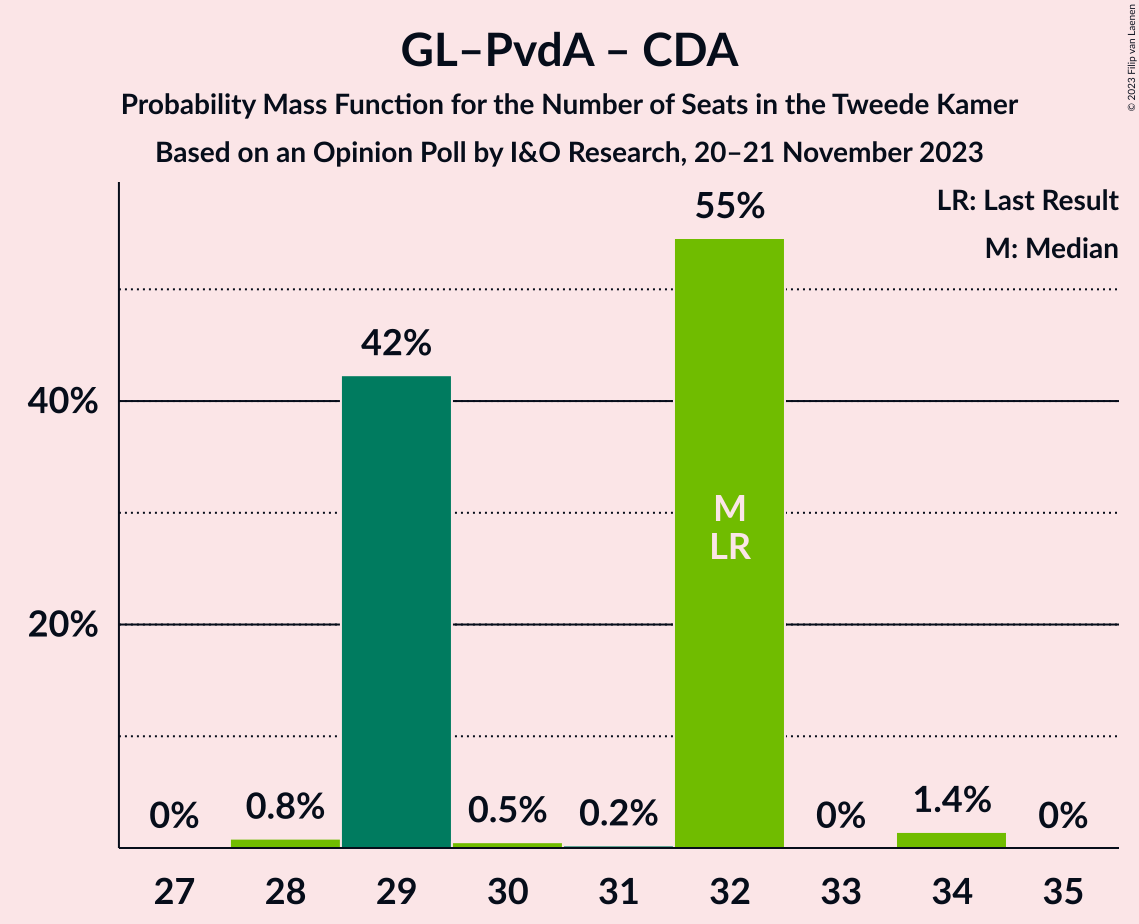 GL–PvdA – CDA
Probability Mass Function for the Number of Seats in the Tweede Kamer
Based on an Opinion Poll by I&O Research, 20–21 November 2023
© 2023 Filip van Laenen
LR: Last Result
M: Median
55%
42%
40%
M
LR
20%
0%
0.8%
0.5%
0.2%
0%
1.4%
0%
27 28 29 30 31 32 33 34 35